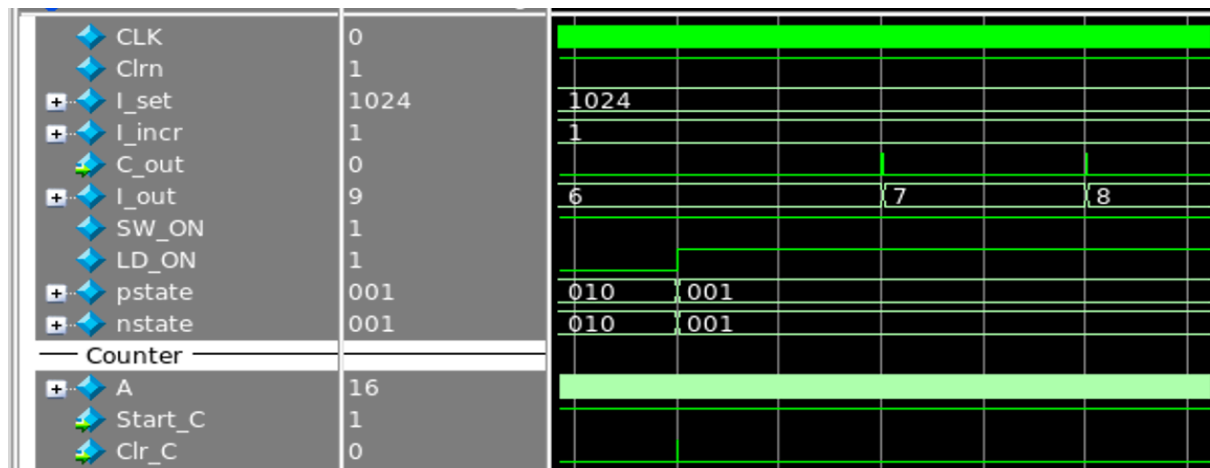 CLK 0
Clrn 1
I_set 1024 1024
I_incr 1 1
C_out 0
I_out 9 6 7 8
SW_ON 1
LD_ON 1
pstate 001 010 001
nstate 001 010 001
Counter
A 16
Start_C 1
Clr_C 0